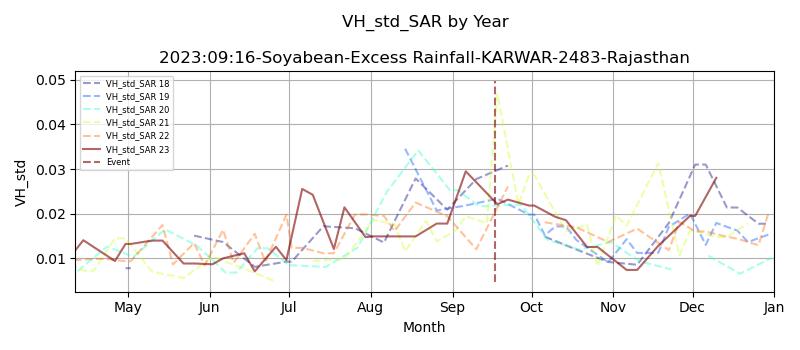 VH_std_SAR by Year
2023:09:16-Soyabean-Excess Rainfall-KARWAR-2483-Rajasthan
VH_std
0.05
0.04
0.03
0.02
0.01
VH_std_SAR 18
VH_std_SAR 19
VH_std_SAR 20
VH_std_SAR 21
VH_std_SAR 22
VH_std_SAR 23
Event
May Jun Jul Aug Sep Oct Nov Dec Jan
Month